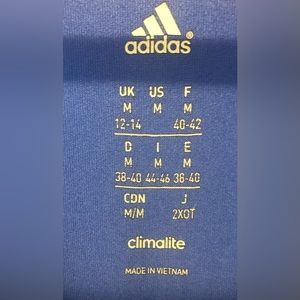 adidas
UK US F
M M M
12-14 40-42
D I E
M M M
38-40 44-46 38-40
CDN J
M/M 2XOT
climalite
MADE IN VIETNAM